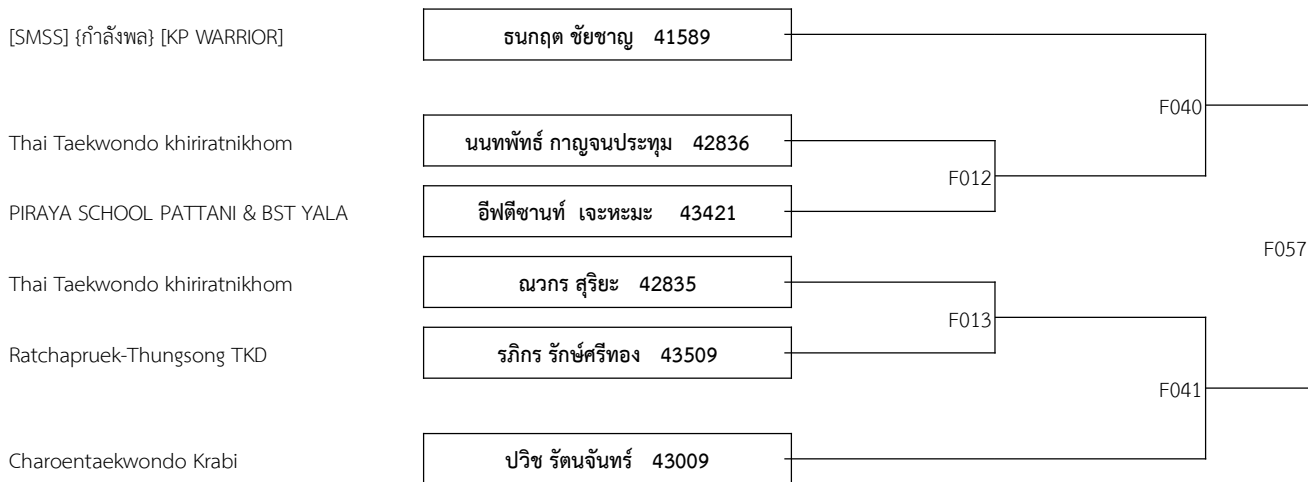 [SMSS] {กำลังพล} [KP WARRIOR] ธนกฤต ชัยชาญ 41589
F040
Thai Taekwondo khiriratnikhom นนทพัทธ์ กาญจนประทุม 42836
F012
PIRAYA SCHOOL PATTANI & BST YALA อีฟตีซานท์ เจะหะมะ 43421
F057
Thai Taekwondo khiriratnikhom ณวกร สุริยะ 42835
F013
Ratchapruek-Thungsong TKD รภิกร รักษ์ศรีทอง 43509
F041
Charoentaekwondo Krabi ปวิช รัตนจันทร์ 43009